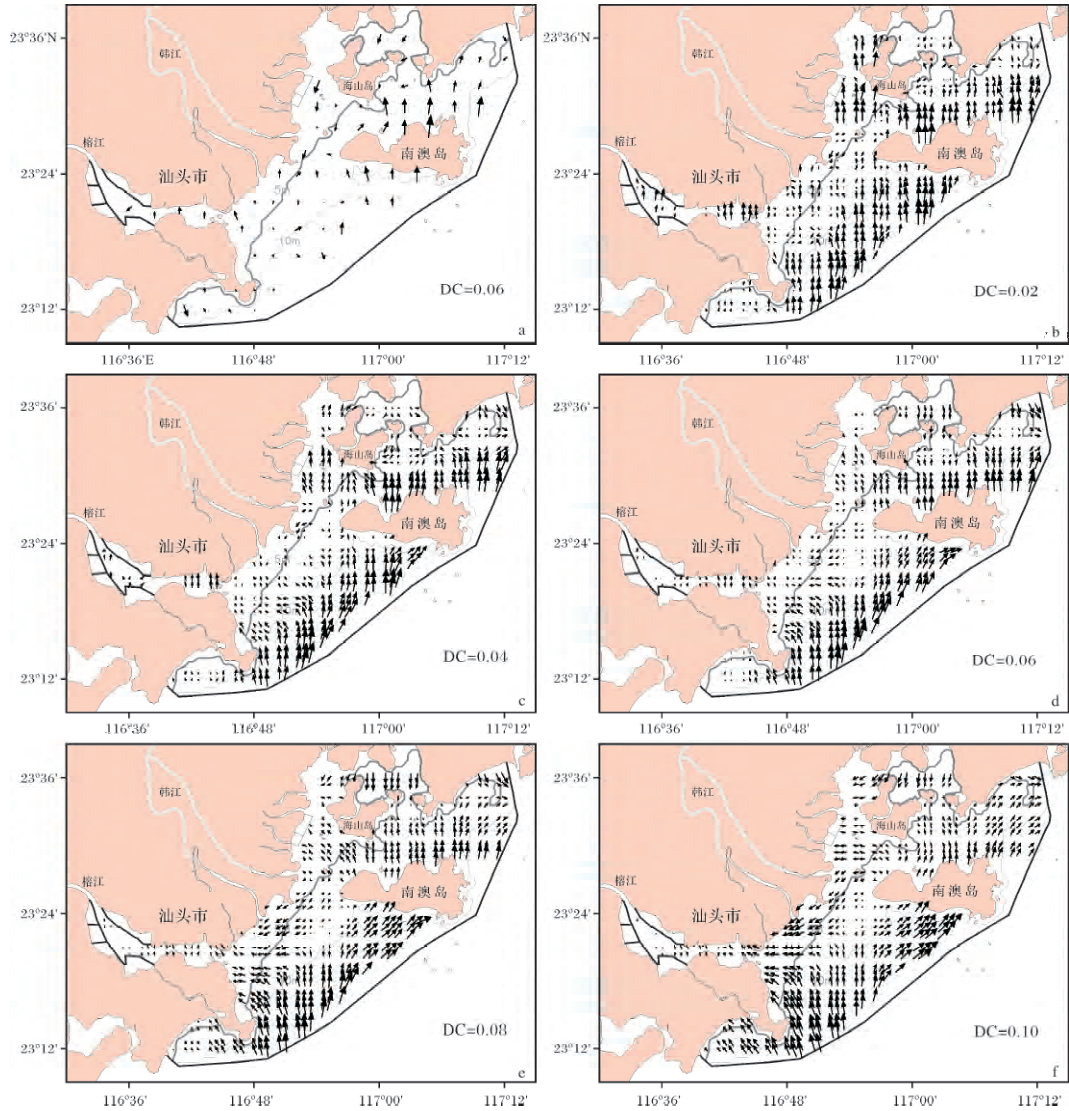 23°36′N
韩江
海山岛
榕江
南澳岛
23°24′
汕头市
5m
10m
DC=0.06
23°12′
a
116°36′E
116°48′
117°00′
117°12′
23°36′N
韩江
海山岛
榕江
南澳岛
23°24′
汕头市
DC=0.02
23°12′
b
116°36′
116°48′
117°00′
117°12′
23°36′
韩江
海山岛
榕江
南澳岛
23°24′
汕头市
DC=0.04
23°12′
c
116°36′
116°48′
117°00′
117°12′
23°36′
韩江
海山岛
榕江
南澳岛
23°24′
汕头市
DC=0.06
23°12′
d
116°36′
116°48′
117°00′
117°12′
23°36′
韩江
海山岛
榕江
南澳岛
23°24′
汕头市
DC=0.08
23°12′
e
116°36′
116°48′
117°00′
117°12′
23°36′
韩江
海山岛
榕江
南澳岛
23°24′
汕头市
DC=0.10
23°12′
f
116°36′
116°48′
117°00′
117°12′